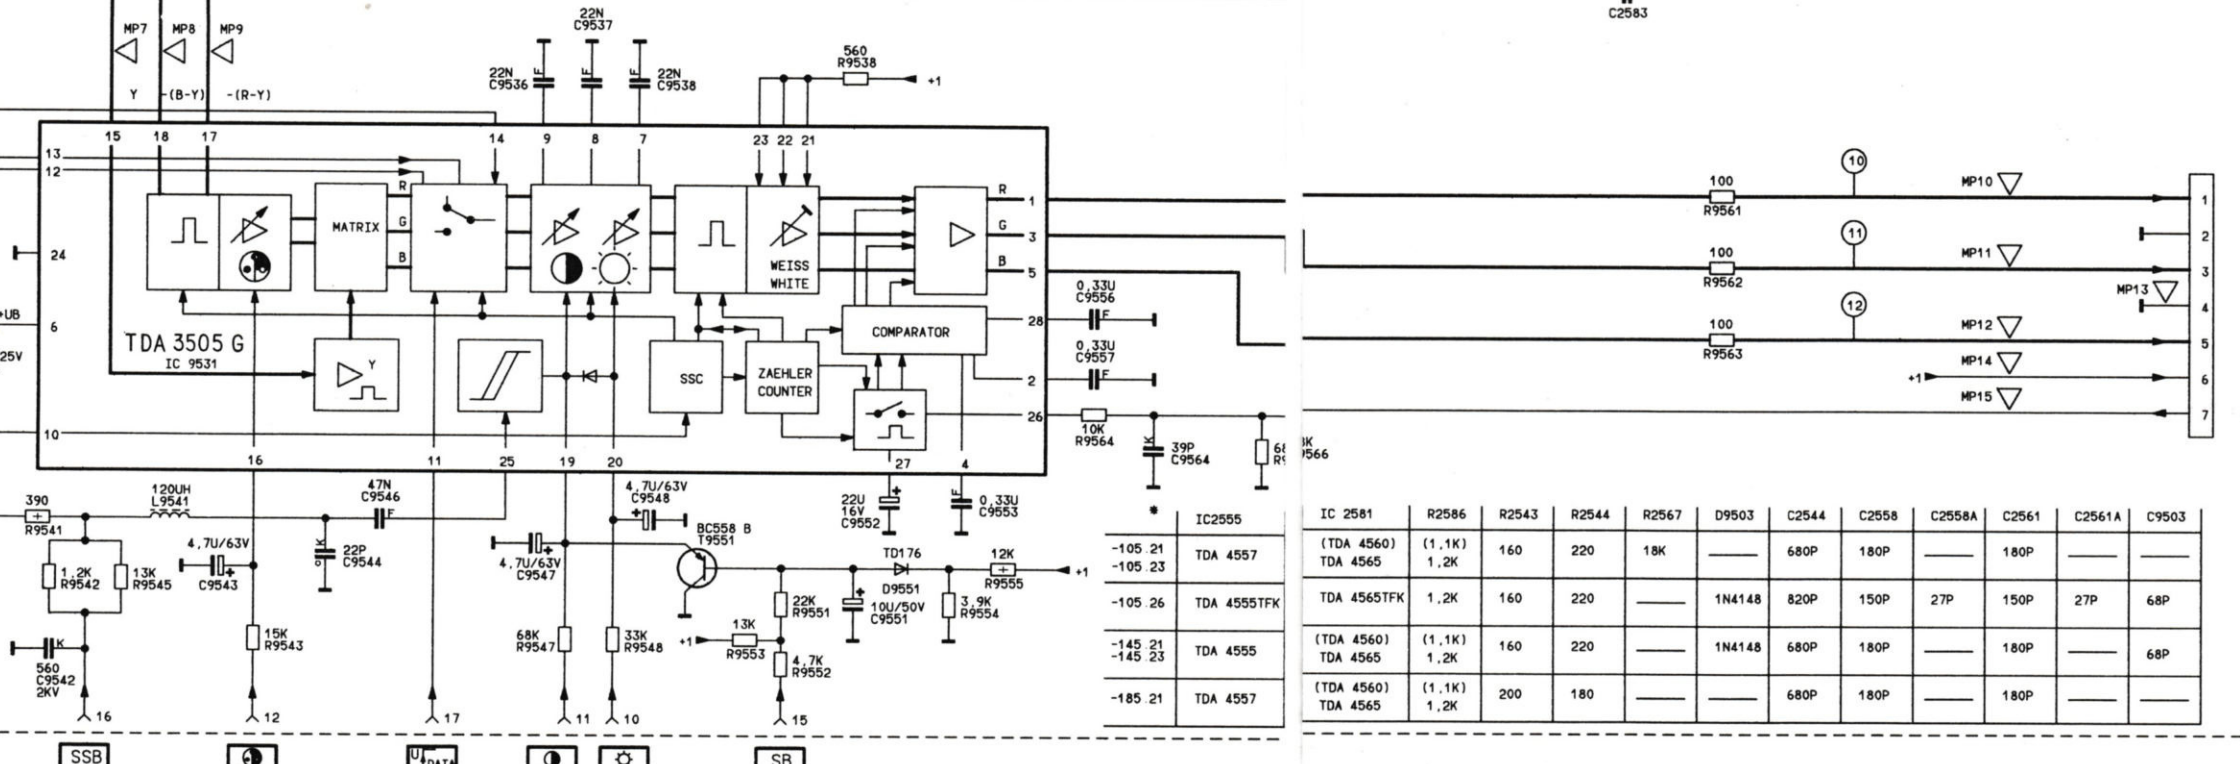 C2583
MP7
MP8
MP9
22N
C9537
22N
C9536
22N
C9538
560
R9538
+1
Y
-(B-Y)
-(R-Y)
15
18
17
14
9
8
7
23
22
21
13
12
24
+UB
6
25V
10
R
G
B
MATRIX
WEISS
WHITE
R
G
B
1
3
5
28
2
26
TDA 3505 G
IC 9531
Y
SSC
ZAEHLER
COUNTER
COMPARATOR
0,33U
C9556
0,33U
C9557
10K
R9564
39P
C9564
16
11
25
19
20
27
4
390
R9541
120UH
L9541
47N
C9546
4,7U/63V
C9543
K
22P
C9544
1,2K
R9542
13K
R9545
K
560
C9542
2KV
15K
R9543
4,7U/63V
C9548
4,7U/63V
C9547
BC558 B
T9551
68K
R9547
33K
R9548
22U
16V
C9552
F
0,33U
C9553
TD176
D9551
12K
R9555
+1
22K
R9551
10U/50V
C9551
3,9K
R9554
13K
R9553
+1
4,7K
R9552
16
12
17
11
10
15
SSB
DATA
SB
100
R9561
10
MP10
1
2
100
R9562
11
MP11
3
MP13
4
100
R9563
12
MP12
5
MP14
+1
6
MP15
7
* IC2555 IC 2581 R2586 R2543 R2544 R2567 D9503 C2544 C2558 C2558A C2561 C2561A C9503
-105.21 -105.23 TDA 4557 (TDA 4560) TDA 4565 (1,1K) 1,2K 160 220 18K —— 680P 180P —— 180P —— ——
-105.26 TDA 4555TFK TDA 4565TFK 1,2K 160 220 —— 1N4148 820P 150P 27P 150P 27P 68P
-145.21 -145.23 TDA 4555 (TDA 4560) TDA 4565 (1,1K) 1,2K 160 220 —— 1N4148 680P 180P —— 180P —— 68P
-185.21 TDA 4557 (TDA 4560) TDA 4565 (1,1K) 1,2K 200 180 —— —— 680P 180P —— 180P —— ——